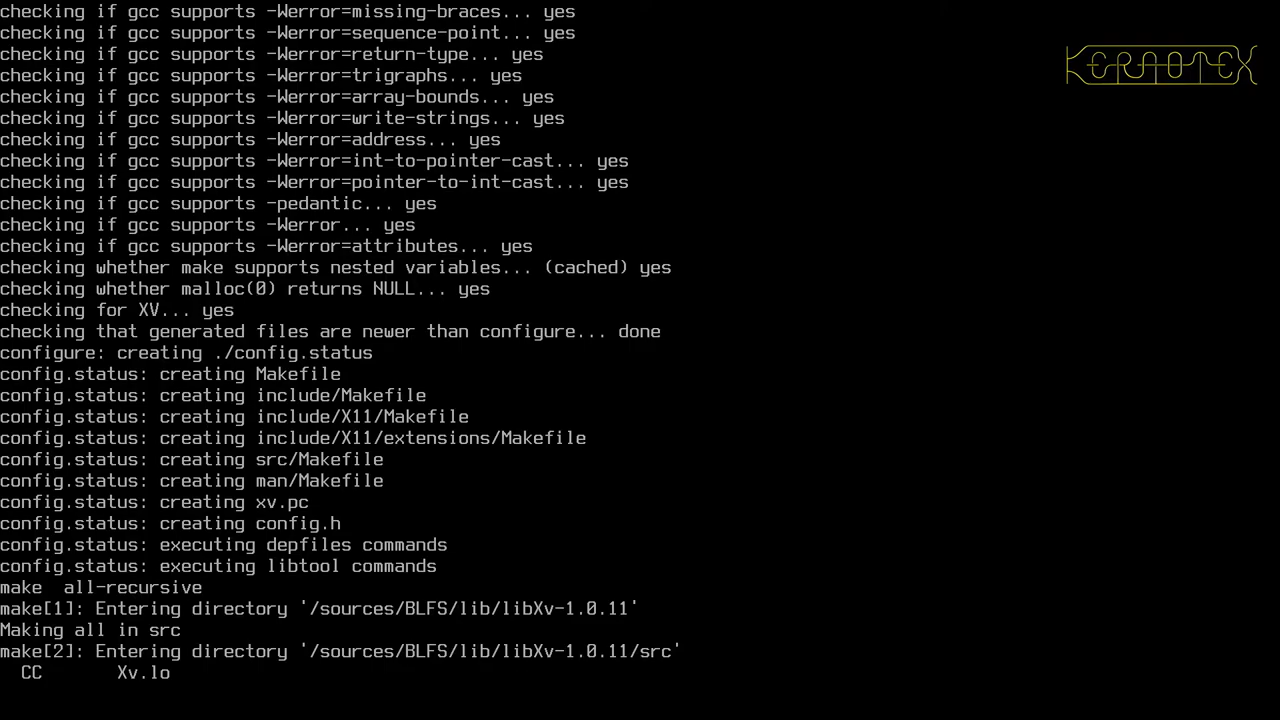 checking if gcc supports -Werror=missing-braces... yes
checking if gcc supports -Werror=sequence-point... yes
checking if gcc supports -Werror=return-type... yes
checking if gcc supports -Werror=trigraphs... yes
checking if gcc supports -Werror=array-bounds... yes
checking if gcc supports -Werror=write-strings... yes
checking if gcc supports -Werror=address... yes
checking if gcc supports -Werror=int-to-pointer-cast... yes
checking if gcc supports -Werror=pointer-to-int-cast... yes
checking if gcc supports -pedantic... yes
checking if gcc supports -Werror... yes
checking if gcc supports -Werror=attributes... yes
checking whether make supports nested variables... (cached) yes
checking whether malloc(0) returns NULL... yes
checking for XV... yes
checking that generated files are newer than configure... done
configure: creating ./config.status
config.status: creating Makefile
config.status: creating include/Makefile
config.status: creating include/X11/Makefile
config.status: creating include/X11/extensions/Makefile
config.status: creating src/Makefile
config.status: creating man/Makefile
config.status: creating xv.pc
config.status: creating config.h
config.status: executing depfiles commands
config.status: executing libtool commands
make  all-recursive
make[1]: Entering directory '/sources/BLFS/lib/libXv-1.0.11'
Making all in src
make[2]: Entering directory '/sources/BLFS/lib/libXv-1.0.11/src'
  CC       Xv.lo